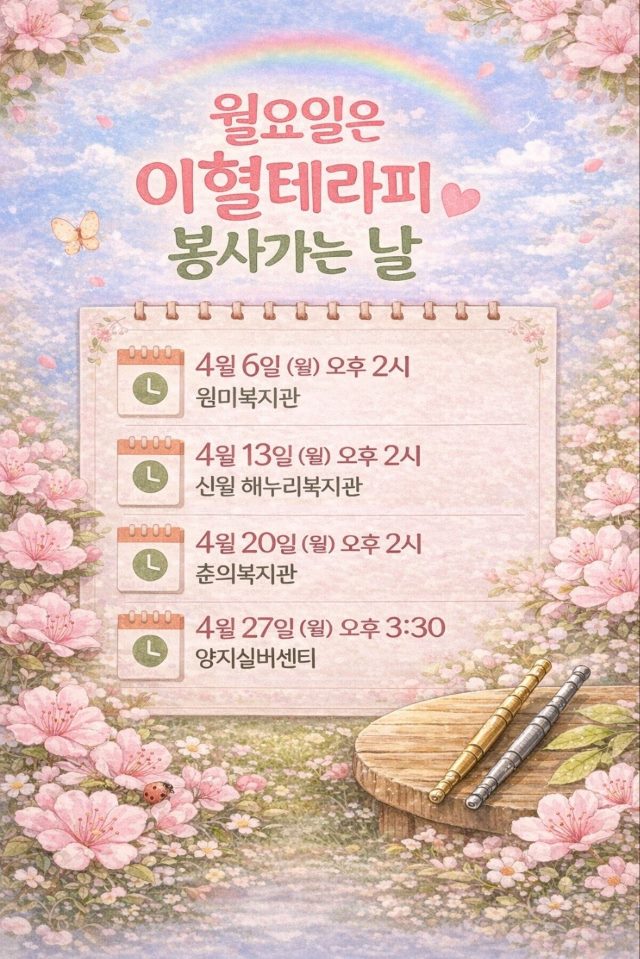 월요일은
이혈테라피
봉사가는 날
4월 6일 (월) 오후 2시
원미복지관
4월 13일 (월) 오후 2시
신월 해누리복지관
4월 20일 (월) 오후 2시
춘의복지관
4월 27일 (월) 오후 3:30
양지실버센티